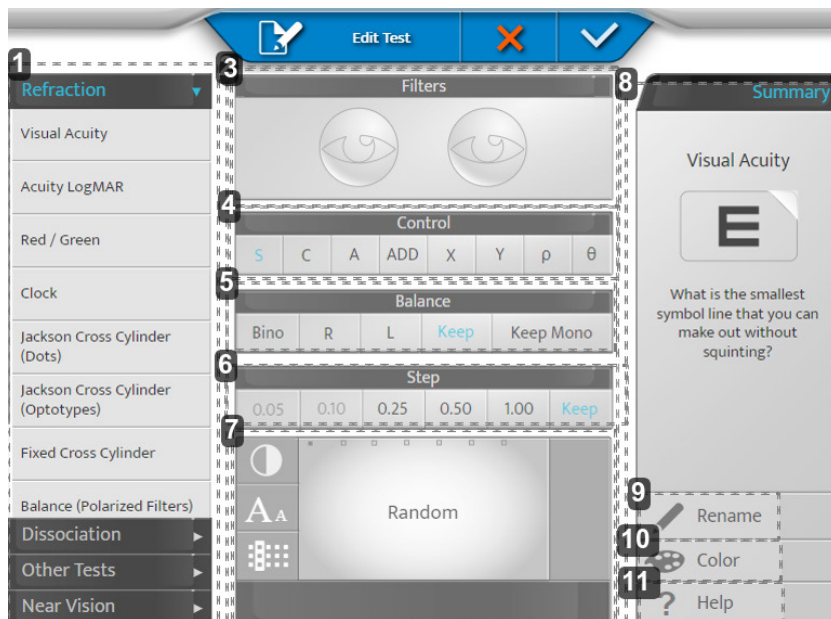 Edit Test
1
Refraction
Visual Acuity
Acuity LogMAR
Red / Green
Clock
Jackson Cross Cylinder
(Dots)
Jackson Cross Cylinder
(Optotypes)
Fixed Cross Cylinder
Balance (Polarized Filters)
Dissociation
Other Tests
Near Vision
3
Filters
4
Control
S C A ADD X Y ρ θ
5
Balance
Bino R L Keep Keep Mono
6
Step
0.05 0.10 0.25 0.50 1.00 Keep
7
AA
Random
8
Summary
Visual Acuity
E
What is the smallest
symbol line that you can
make out without
squinting?
9
Rename
10
Color
11
? Help